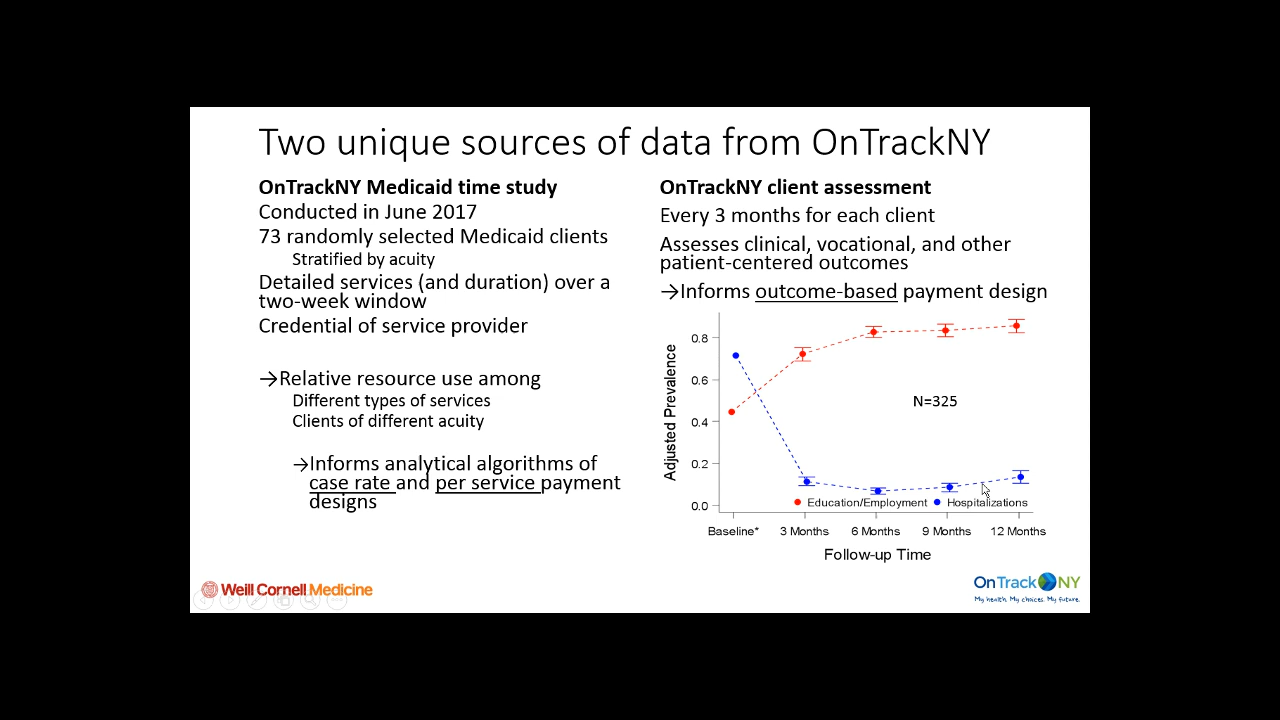 Two unique sources of data from OnTrackNY
OnTrackNY Medicaid time study
Conducted in June 2017
73 randomly selected Medicaid clients
Stratified by acuity
Detailed services (and duration) over a
two-week window
Credential of service provider
→Relative resource use among
Different types of services
Clients of different acuity
→Informs analytical algorithms of
case rate and per service payment
designs
OnTrackNY client assessment
Every 3 months for each client
Assesses clinical, vocational, and other
patient-centered outcomes
→Informs outcome-based payment design
Adjusted Prevalence
0.8
0.6
0.4
0.2
0.0
N=325
Education/Employment Hospitalizations
Baseline* 3 Months 6 Months 9 Months 12 Months
Follow-up Time
Weill Cornell Medicine
OnTrackNY
My health. My choices. My future.